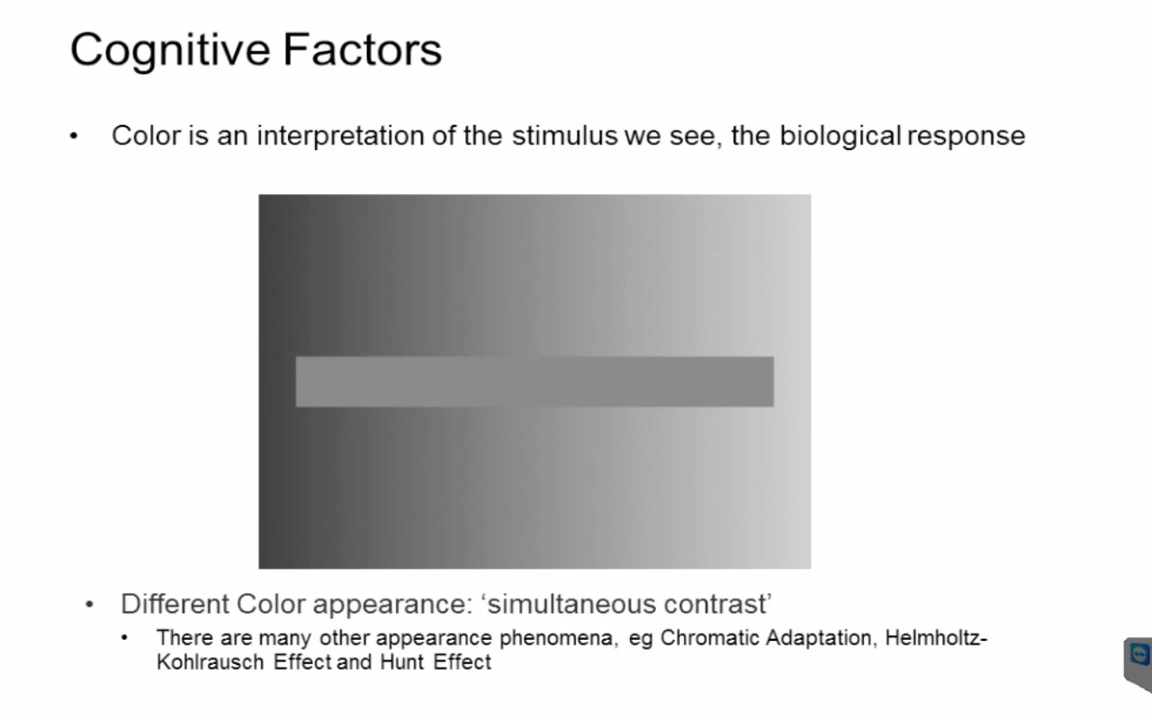 Cognitive Factors
• Color is an interpretation of the stimulus we see, the biological response
• Different Color appearance: ‘simultaneous contrast’
• There are many other appearance phenomena, eg Chromatic Adaptation, Helmholtz-
Kohlrausch Effect and Hunt Effect